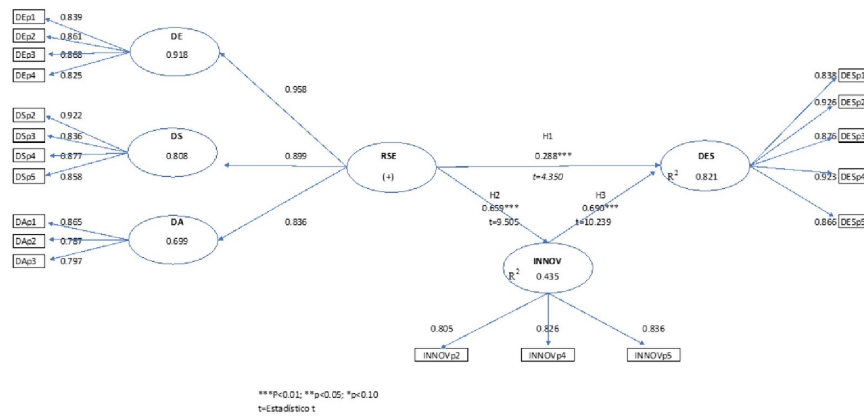 DEp1 0.839
DEp2 0.861
DEp3 0.868
DEp4 0.825
DE
0.918
0.958
DSp2 0.922
DSp3 0.836
DSp4 0.877
DSp5 0.858
DS
0.808
0.899
DAp1 0.865
DAp2 0.787
DAp3 0.797
DA
0.699
0.836
RSE
(+)
H1
0.288***
t=4.350
H2
0.659***
t=9.505
H3
0.690***
t=10.239
DES
R² 0.821
0.838 DESp1
0.926 DESp2
0.876 DESp3
0.923 DESp4
0.866 DESp5
INNOV
R² 0.435
0.805 0.826 0.836
INNOVp2 INNOVp4 INNOVp5
***P<0.01; **p<0.05; *p<0.10
t=Estadístico t